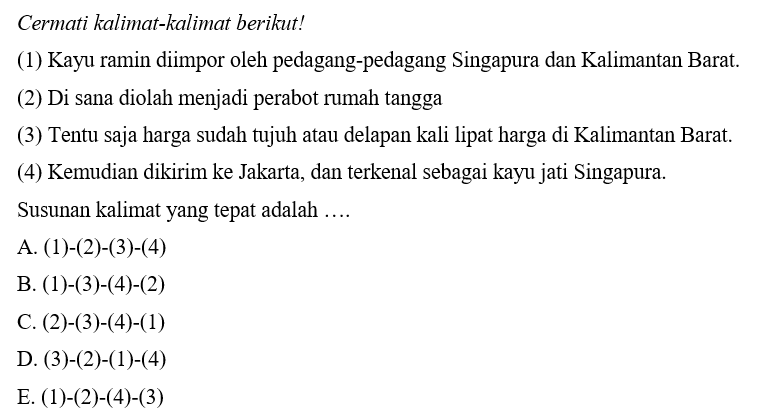 Cermati kalimat-kalimat berikut!
(1) Kayu ramin diimpor oleh pedagang-pedagang Singapura dan Kalimantan Barat.
(2) Di sana diolah menjadi perabot rumah tangga
(3) Tentu saja harga sudah tujuh atau delapan kali lipat harga di Kalimantan Barat.
(4) Kemudian dikirim ke Jakarta, dan terkenal sebagai kayu jati Singapura.
Susunan kalimat yang tepat adalah ….
A. (1)-(2)-(3)-(4)
B. (1)-(3)-(4)-(2)
C. (2)-(3)-(4)-(1)
D. (3)-(2)-(1)-(4)
E. (1)-(2)-(4)-(3)